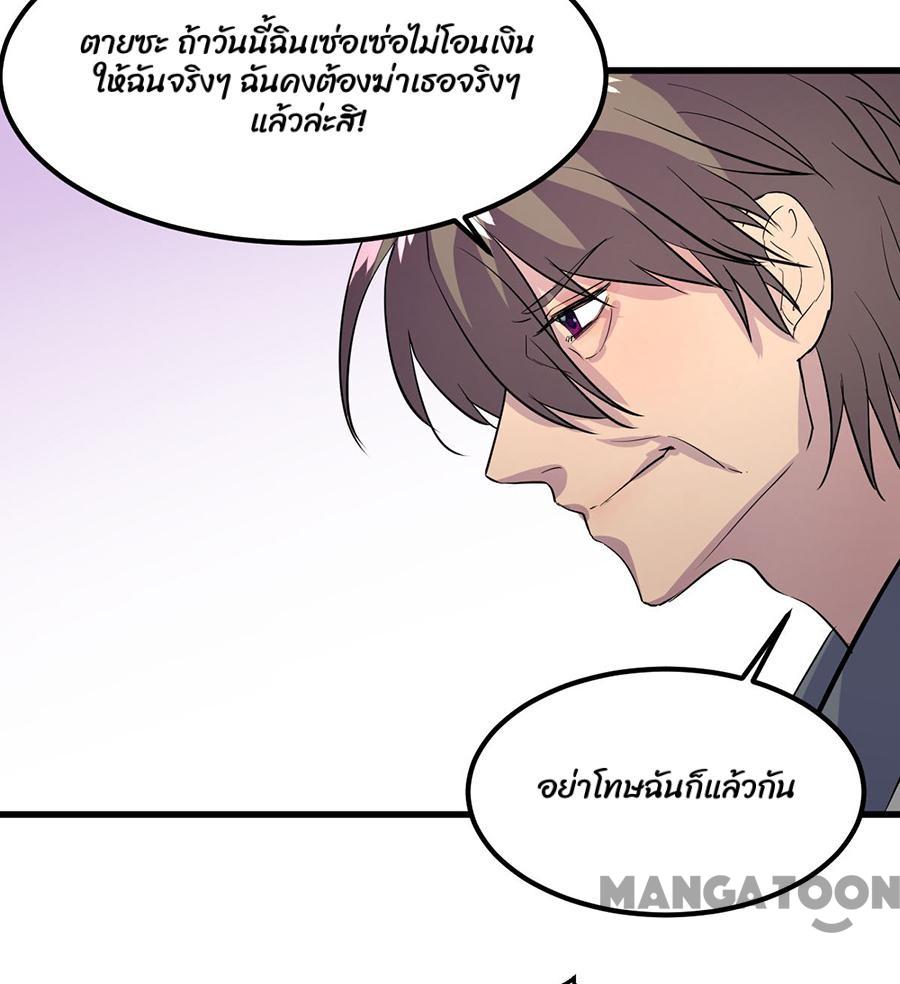 ตายซะ ถ้าวันนี้ฉินเซ่อเซ่อไม่โอนเงิน
ให้ฉันจริงๆ ฉันคงต้องฆ่าเธอจริงๆ
แล้วล่ะสิ!
อย่าโทษฉันก็แล้วกัน
MANGATOON